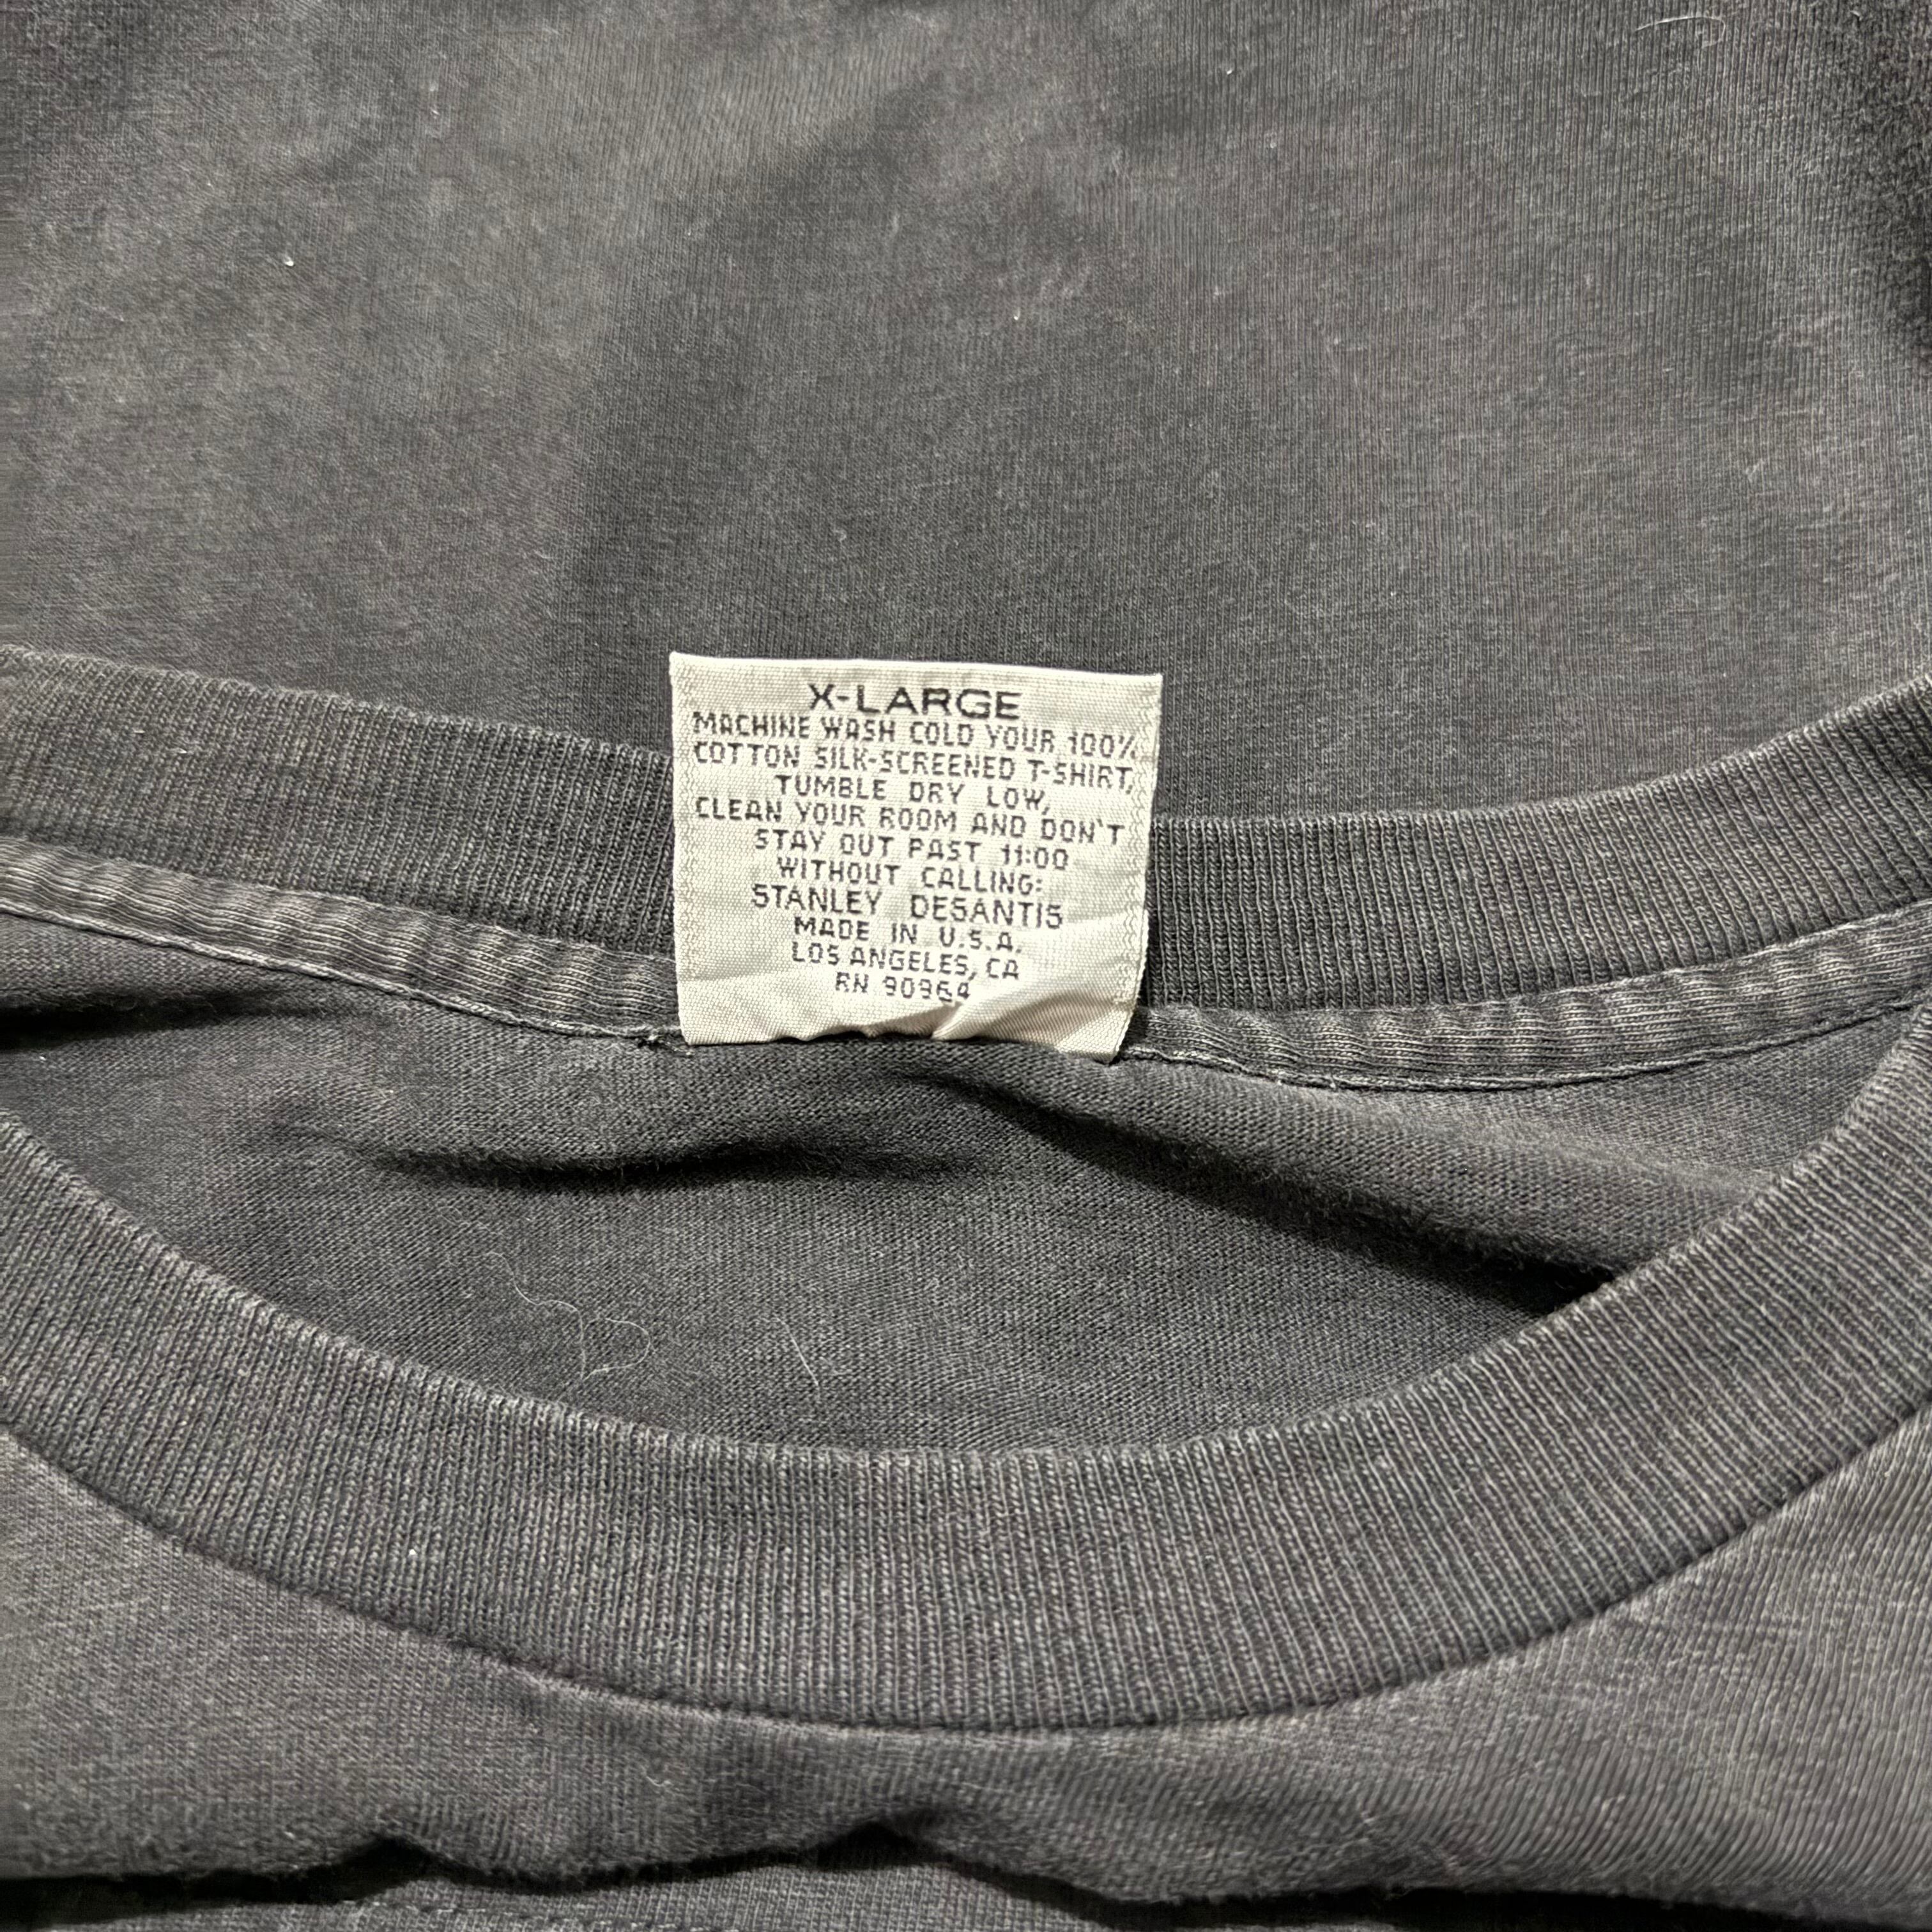 X-LARGE
MACHINE WASH COLD YOUR 100%
COTTON SILK-SCREENED T-SHIRT,
TUMBLE DRY LOW,
CLEAN YOUR ROOM AND DON'T
STAY OUT PAST 11:00
WITHOUT CALLING:
STANLEY DESANTIS
MADE IN U.S.A.
LOS ANGELES, CA
RN 90964